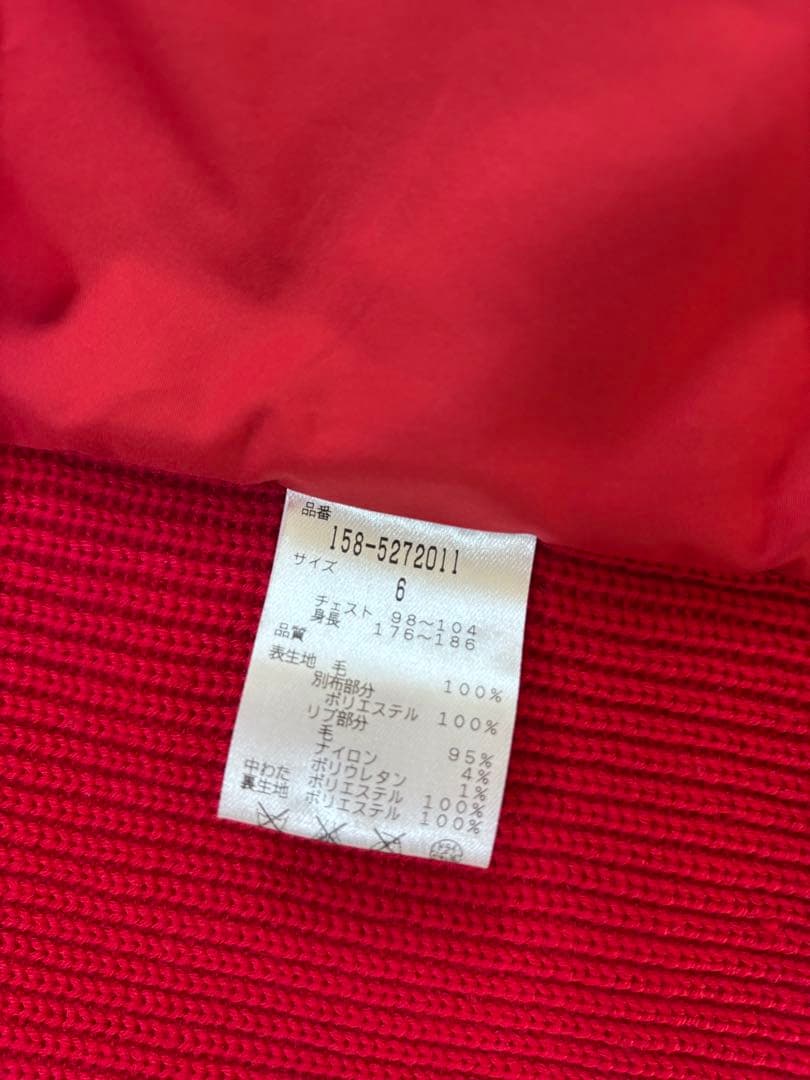 品番
158-5272011
サイズ
6
チェスト 98～104
身長 176～186
品質
表生地 毛 100%
別布部分
ポリエステル 100%
リブ部分
毛 95%
ナイロン 4%
ポリウレタン 1%
中わた ポリエステル 100%
裏生地 ポリエステル 100%